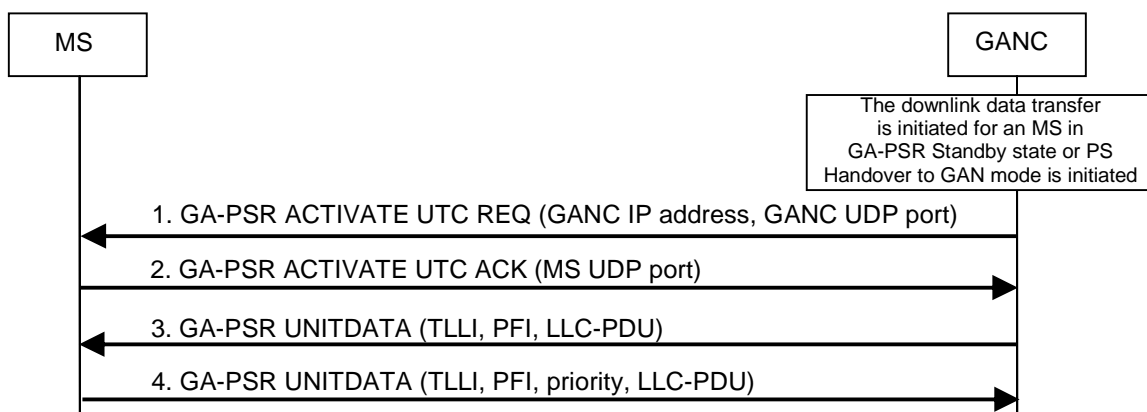 MS
GANC
The downlink data transfer
is initiated for an MS in
GA-PSR Standby state or PS
Handover to GAN mode is initiated
1. GA-PSR ACTIVATE UTC REQ (GANC IP address, GANC UDP port)
2. GA-PSR ACTIVATE UTC ACK (MS UDP port)
3. GA-PSR UNITDATA (TLLI, PFI, LLC-PDU)
4. GA-PSR UNITDATA (TLLI, PFI, priority, LLC-PDU)